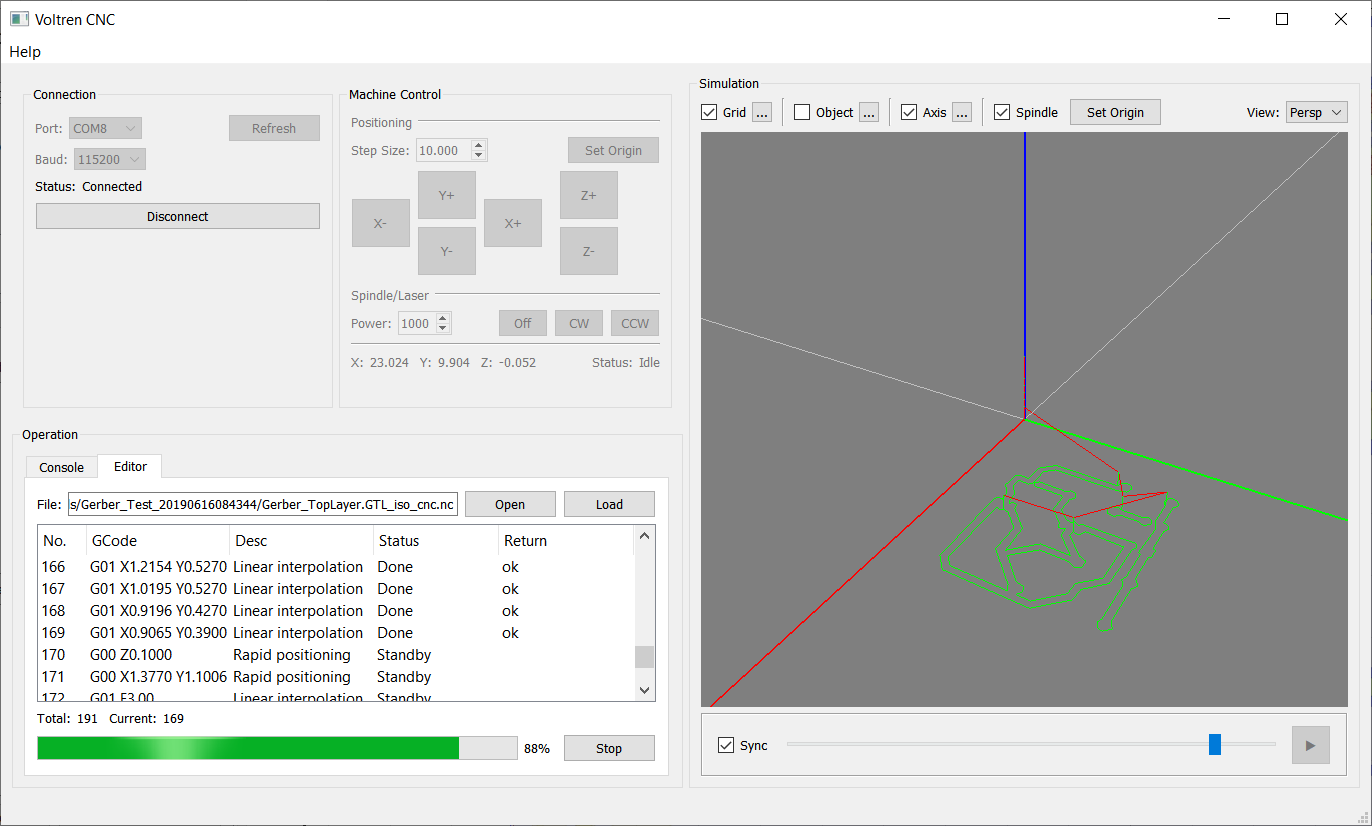 Voltren CNC
Help
Connection
Port: COM8 Refresh
Baud: 115200
Status: Connected
Disconnect
Machine Control
Positioning
Step Size: 10.000 Set Origin
Y+ Z+
X- X+
Y- Z-
Spindle/Laser
Power: 1000 Off CW CCW
X: 23.024 Y: 9.904 Z: -0.052 Status: Idle
Operation
Console Editor
File: s/Gerber_Test_20190616084344/Gerber_TopLayer.GTL_iso_cnc.nc Open Load
No. GCode Desc Status Return
166 G01 X1.2154 Y0.5270 Linear interpolation Done ok
167 G01 X1.0195 Y0.5270 Linear interpolation Done ok
168 G01 X0.9196 Y0.4270 Linear interpolation Done ok
169 G01 X0.9065 Y0.3900 Linear interpolation Done ok
170 G00 Z0.1000 Rapid positioning Standby
171 G00 X1.3770 Y1.1006 Rapid positioning Standby
172 G01 F3.00 Linear interpolation Standby
Total: 191 Current: 169
88% Stop
Simulation
Grid ... Object ... Axis ... Spindle Set Origin View: Persp
Sync